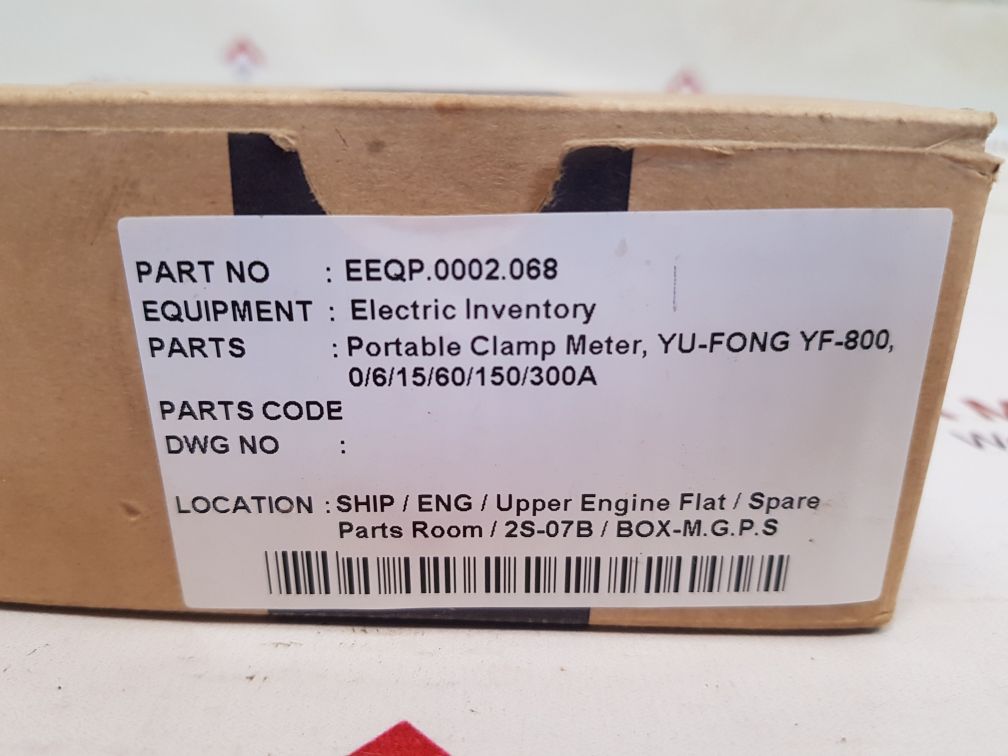 PART NO : EEQP.0002.068
EQUIPMENT : Electric Inventory
PARTS : Portable Clamp Meter, YU-FONG YF-800,
0/6/15/60/150/300A
PARTS CODE
DWG NO :
LOCATION : SHIP / ENG / Upper Engine Flat / Spare
Parts Room / 2S-07B / BOX-M.G.P.S